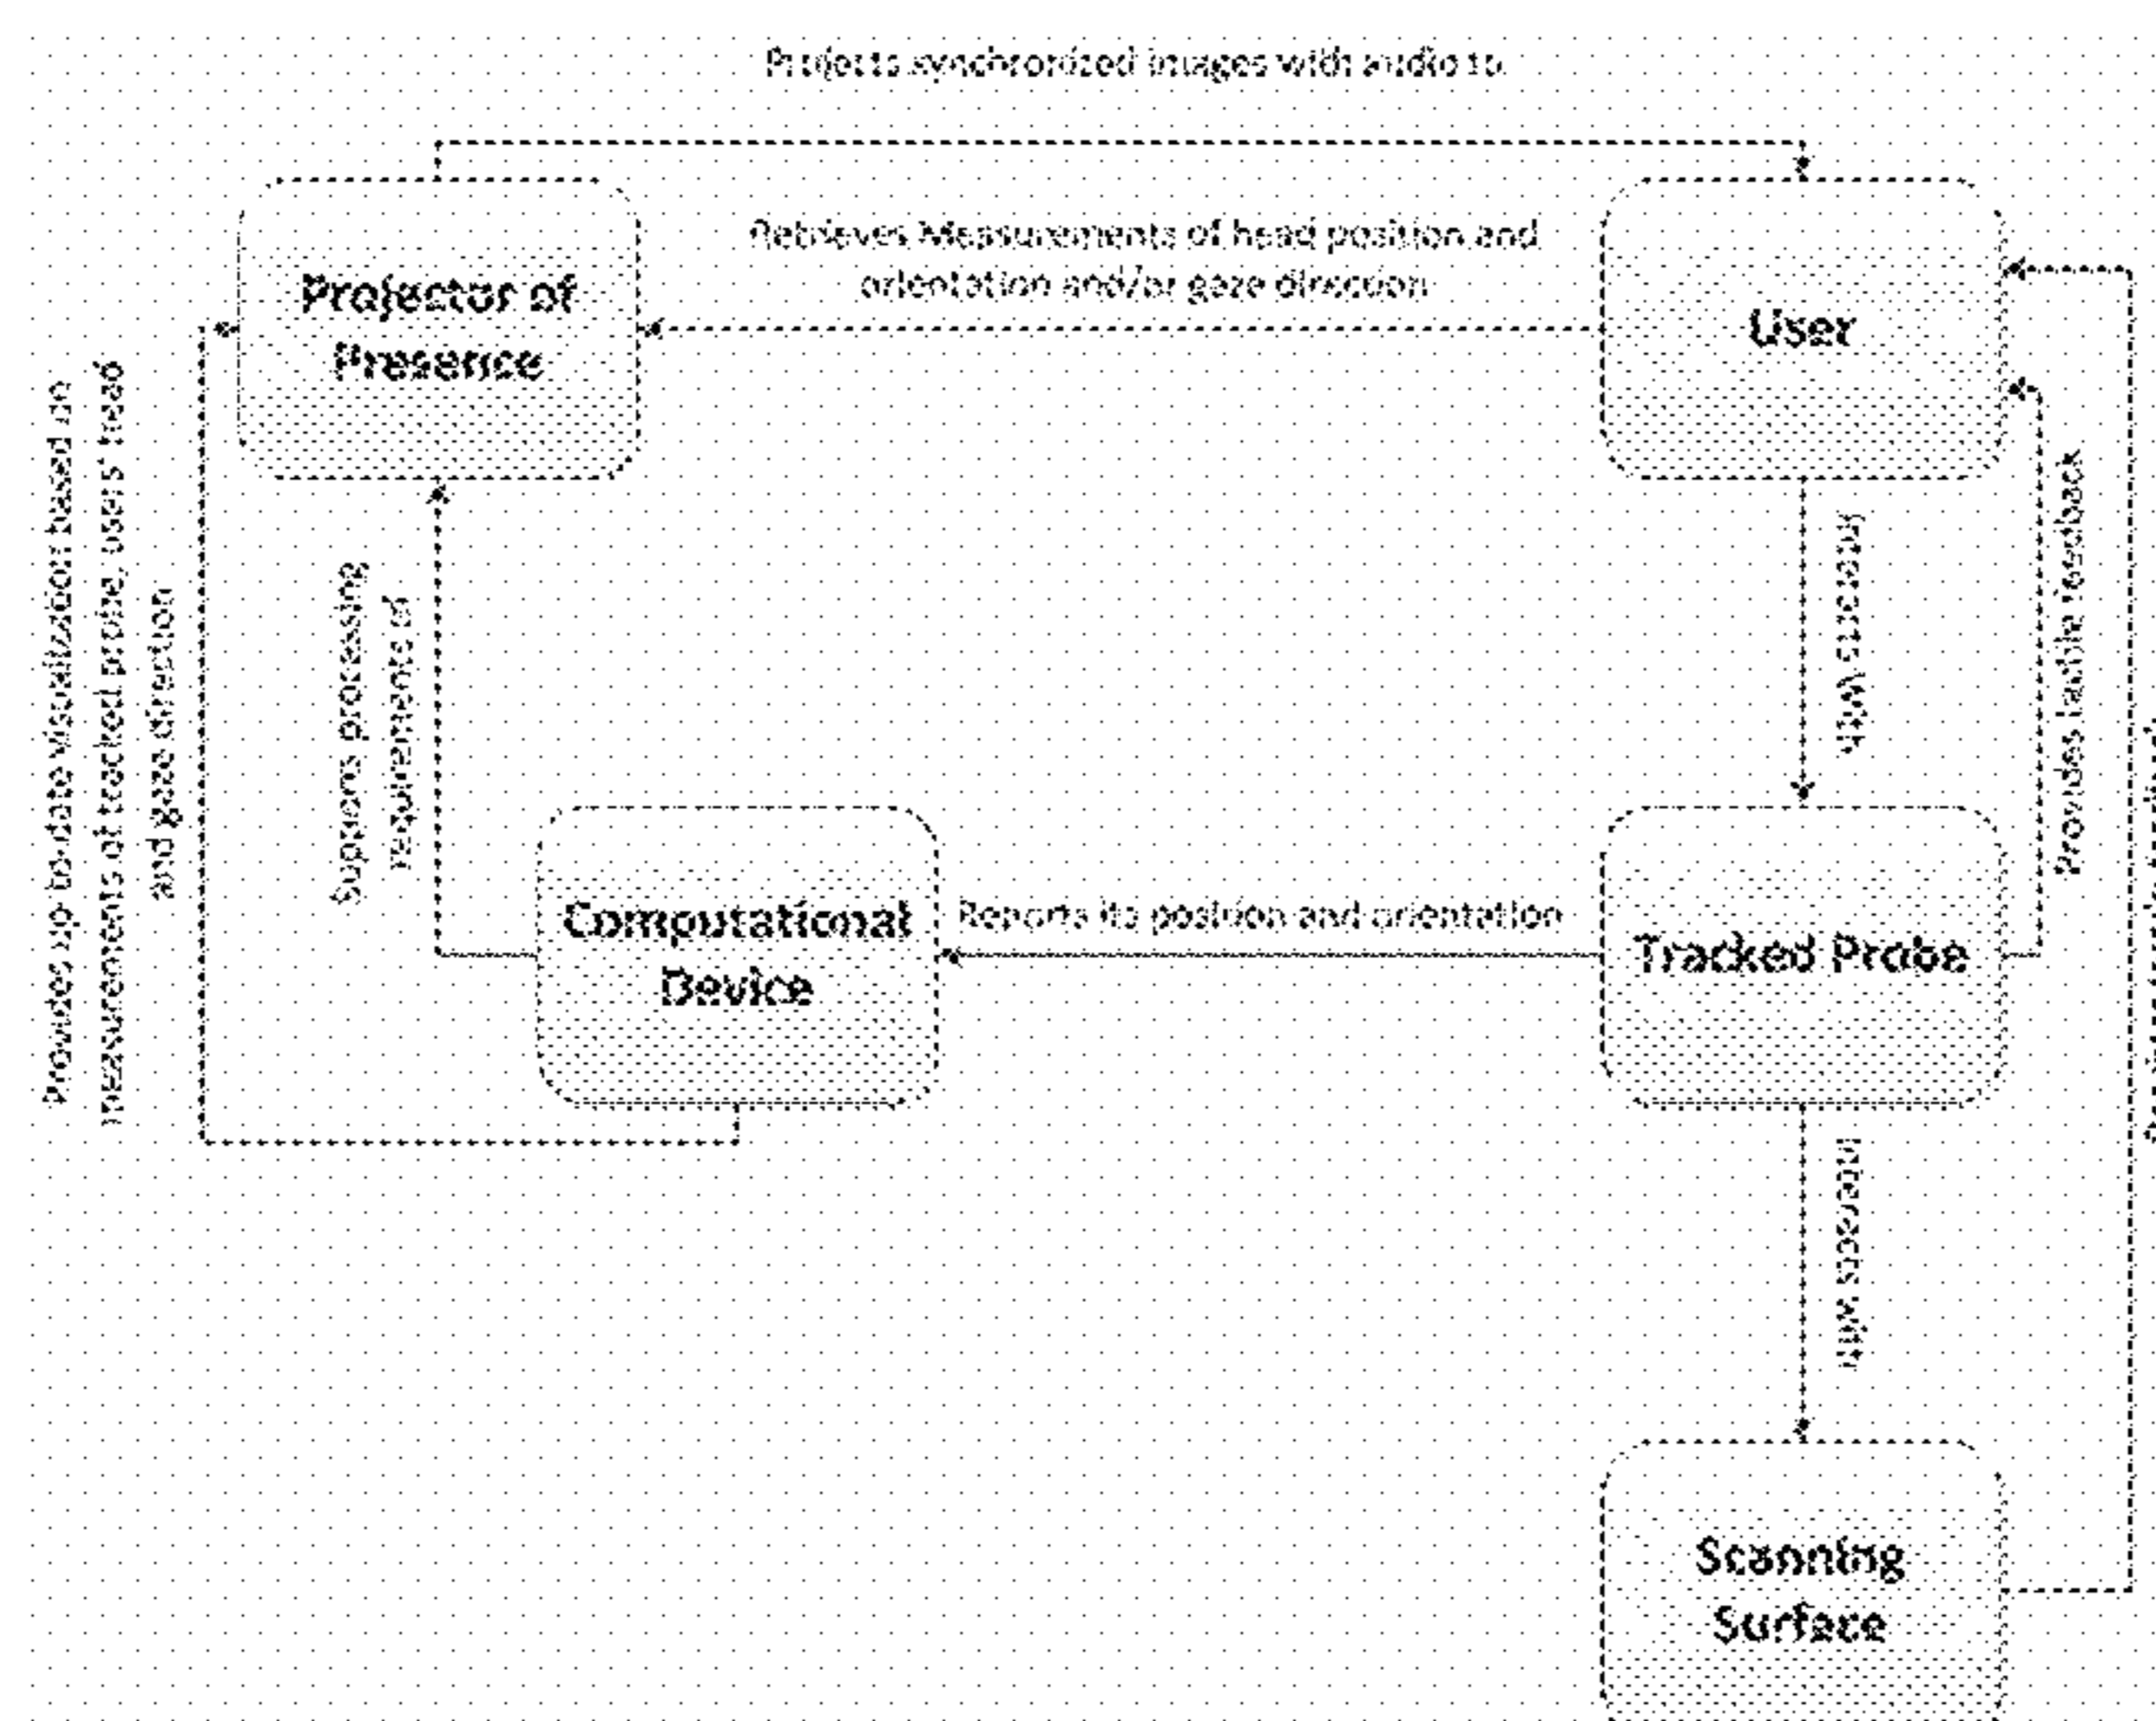 Projects synchronized images with audio to
Retrieves Measurements of head position and
orientation and/or gaze direction
Projector of
Presence
User
Provides up-to-date visualization based on
measurements of tracked probe, users' head
and gaze direction
Supports processing
requirements of
Interacts With
Provides tactile feedback
Computational
Device
Reports its position and orientation
Tracked Probe
Interacts with
Scanning
Surface